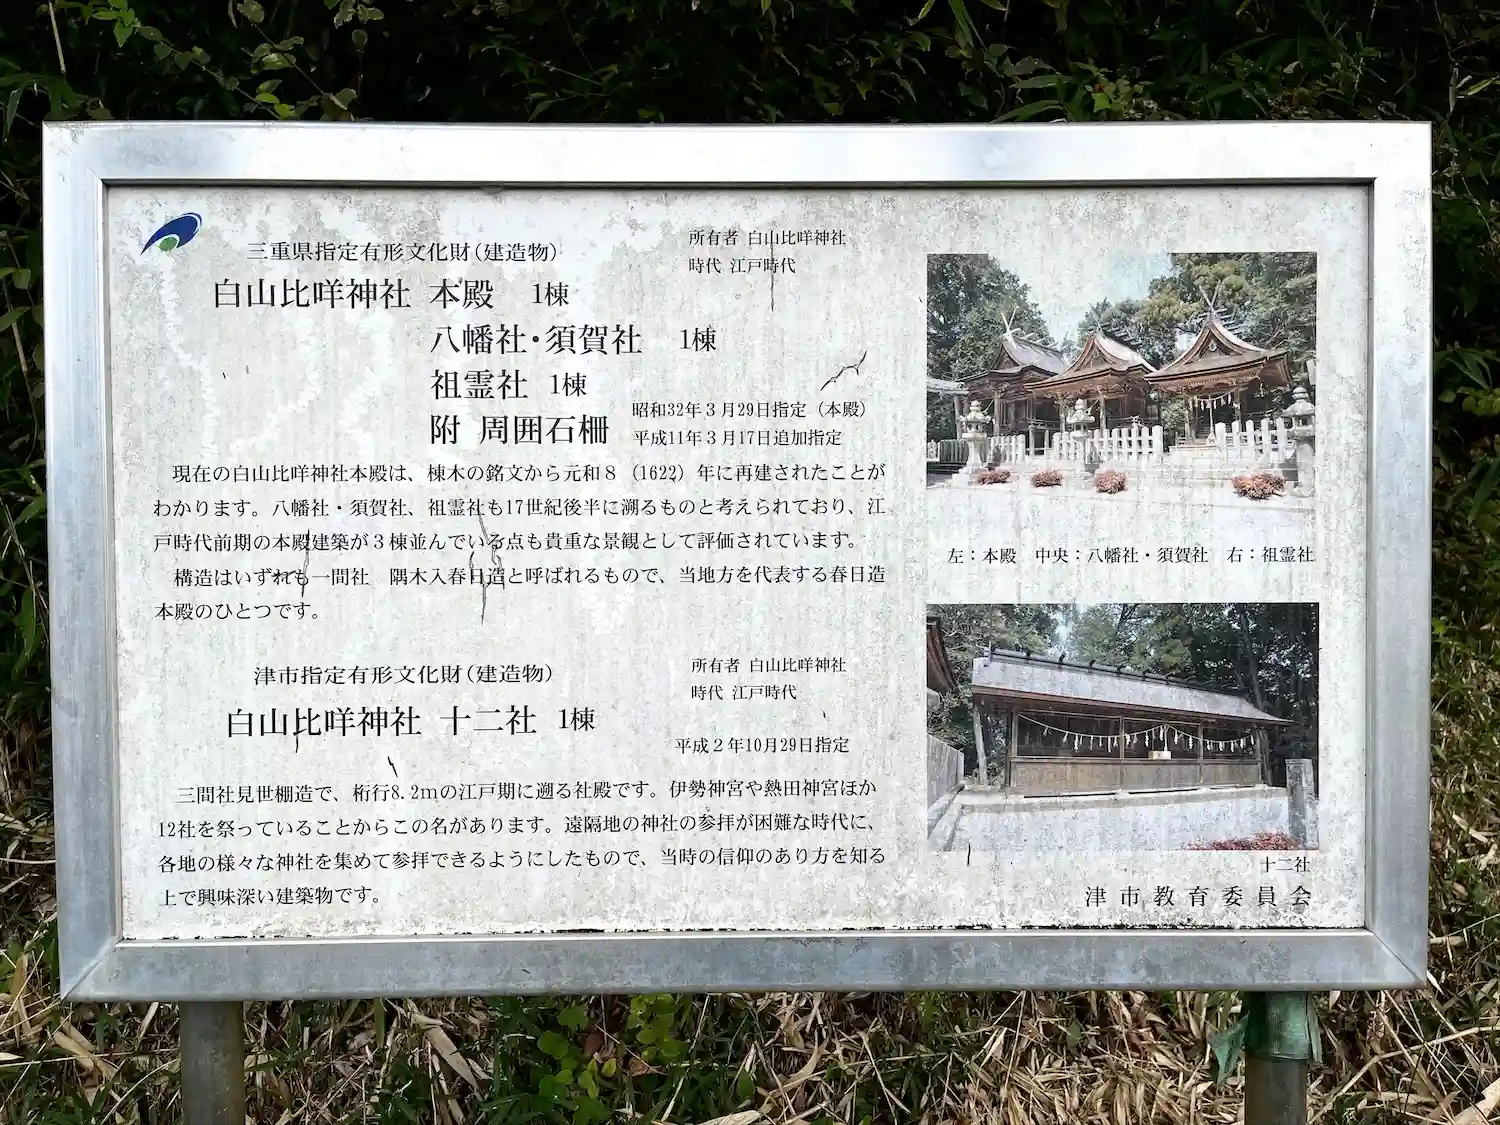 三重県指定有形文化財(建造物)
所有者 白山比咩神社
時代 江戸時代
白山比咩神社 本殿 1棟
八幡社・須賀社 1棟
祖霊社 1棟
附 周囲石柵
昭和32年３月29日指定（本殿）
平成11年３月17日追加指定
現在の白山比咩神社本殿は、棟木の銘文から元和８（1622）年に再建されたことが
わかります。八幡社・須賀社、祖霊社も17世紀後半に溯るものと考えられており、江
戸時代前期の本殿建築が３棟並んでいる点も貴重な景観として評価されています。
構造はいずれも一間社　隅木入春日造と呼ばれるもので、当地方を代表する春日造
本殿のひとつです。
津市指定有形文化財(建造物)
所有者 白山比咩神社
時代 江戸時代
白山比咩神社 十二社 1棟
平成２年10月29日指定
三間社見世棚造で、桁行8.2mの江戸期に遡る社殿です。伊勢神宮や熱田神宮ほか
12社を祭っていることからこの名があります。遠隔地の神社の参拝が困難な時代に、
各地の様々な神社を集めて参拝できるようにしたもので、当時の信仰のあり方を知る
上で興味深い建築物です。
左：本殿　中央：八幡社・須賀社　右：祖霊社
十二社
津市教育委員会